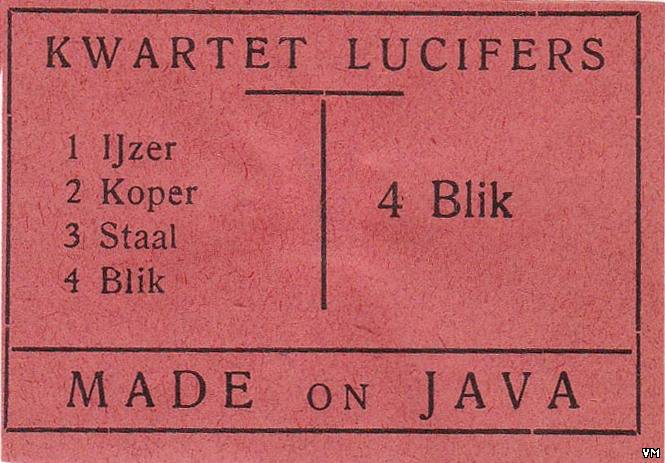 KWARTET LUCIFERS
1 IJzer
2 Koper
3 Staal
4 Blik
4 Blik
MADE ON JAVA
VM